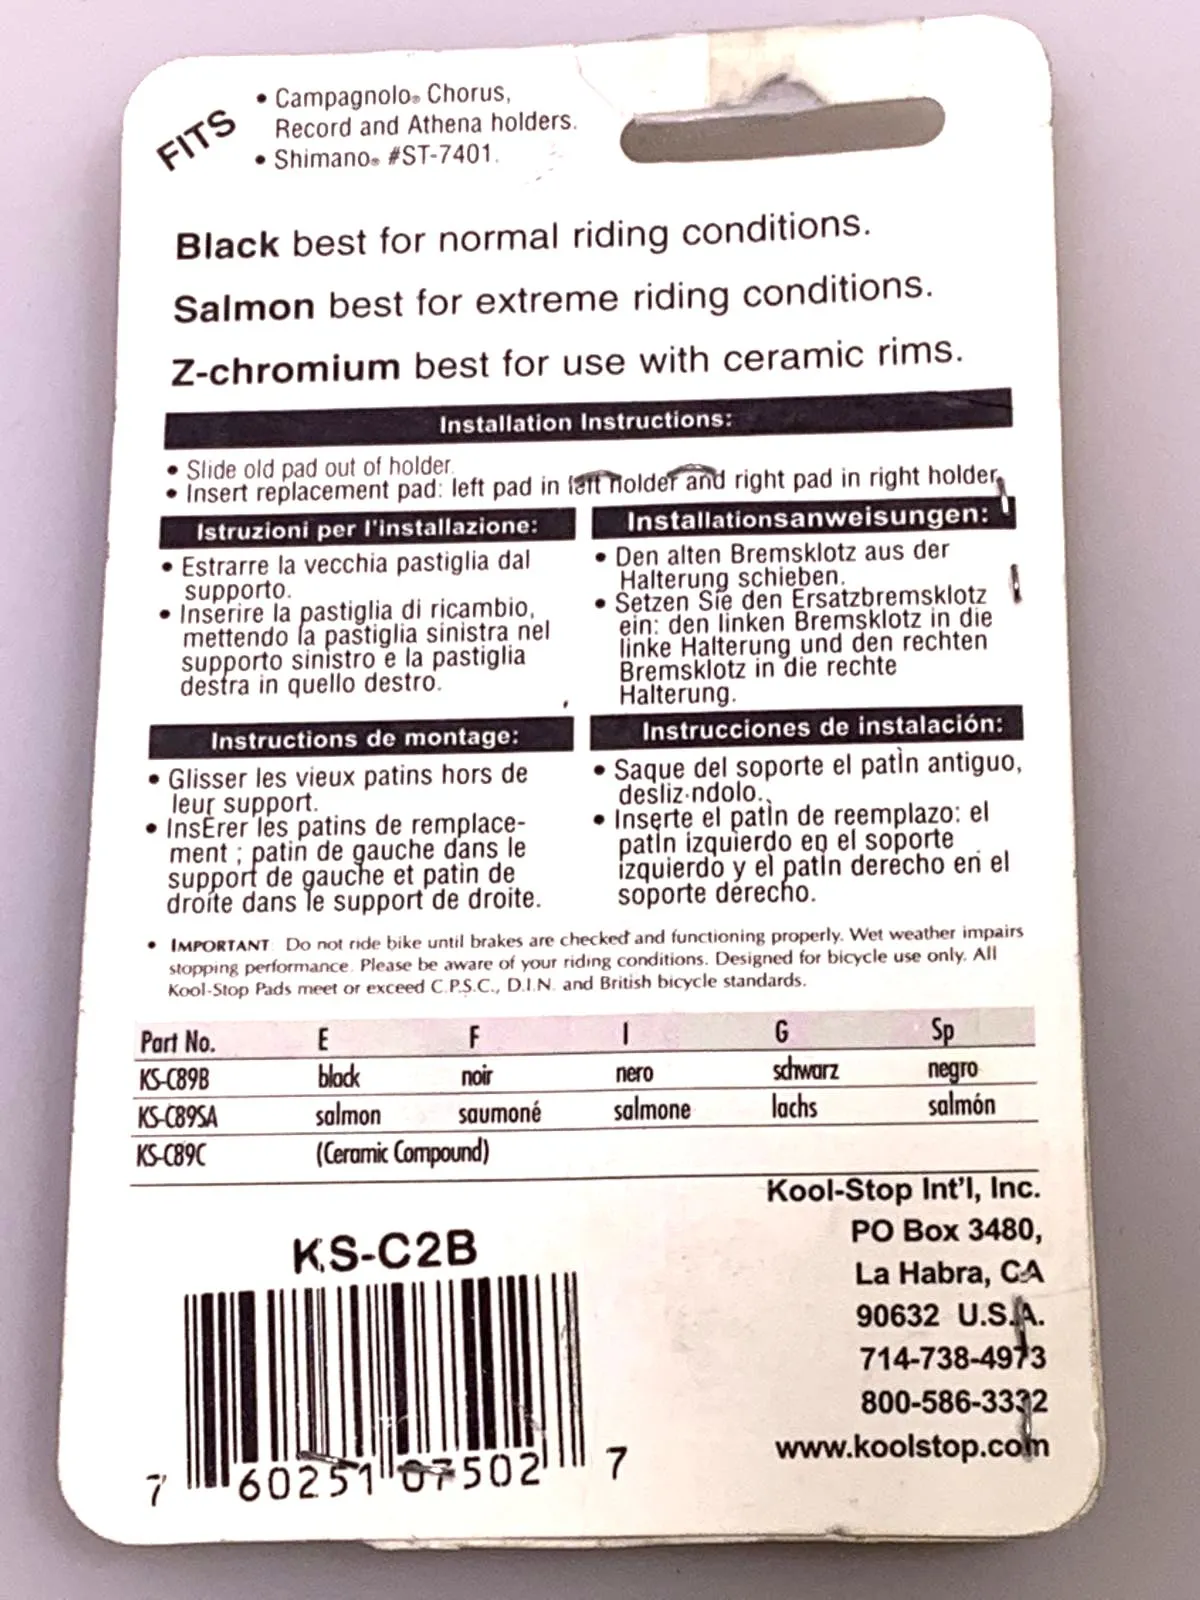 FITS
• Campagnolo® Chorus,
Record and Athena holders.
• Shimano® #ST-7401.
Black best for normal riding conditions.
Salmon best for extreme riding conditions.
Z-chromium best for use with ceramic rims.
Installation Instructions:
• Slide old pad out of holder.
• Insert replacement pad: left pad in left holder and right pad in right holder.
Istruzioni per l'installazione:
• Estrarre la vecchia pastiglia dal
supporto.
• Inserire la pastiglia di ricambio,
mettendo la pastiglia sinistra nel
supporto sinistro e la pastiglia
destra in quello destro.
Installationsanweisungen:
• Den alten Bremsklotz aus der
Halterung schieben.
• Setzen Sie den Ersatzbremsklotz
ein: den linken Bremsklotz in die
linke Halterung und den rechten
Bremsklotz in die rechte
Halterung.
Instructions de montage:
• Glisser les vieux patins hors de
leur support.
• InsÈrer les patins de remplace-
ment ; patin de gauche dans le
support de gauche et patin de
droite dans le support de droite.
Instrucciones de instalación:
• Saque del soporte el patÌn antiguo,
desliz·ndolo.
• Inserte el patÌn de reemplazo: el
patÌn izquierdo en el soporte
izquierdo y el patÌn derecho en el
soporte derecho.
• IMPORTANT: Do not ride bike until brakes are checked and functioning properly. Wet weather impairs
stopping performance. Please be aware of your riding conditions. Designed for bicycle use only. All
Kool-Stop Pads meet or exceed C.P.S.C., D.I.N. and British bicycle standards.
Part No. E F I G Sp
KS-C89B black noir nero schwarz negro
KS-C89SA salmon saumoné salmone lachs salmón
KS-C89C (Ceramic Compound)
KS-C2B
7 60251 07502 7
Kool-Stop Int'l, Inc.
PO Box 3480,
La Habra, CA
90632 U.S.A.
714-738-4973
800-586-3332
www.koolstop.com